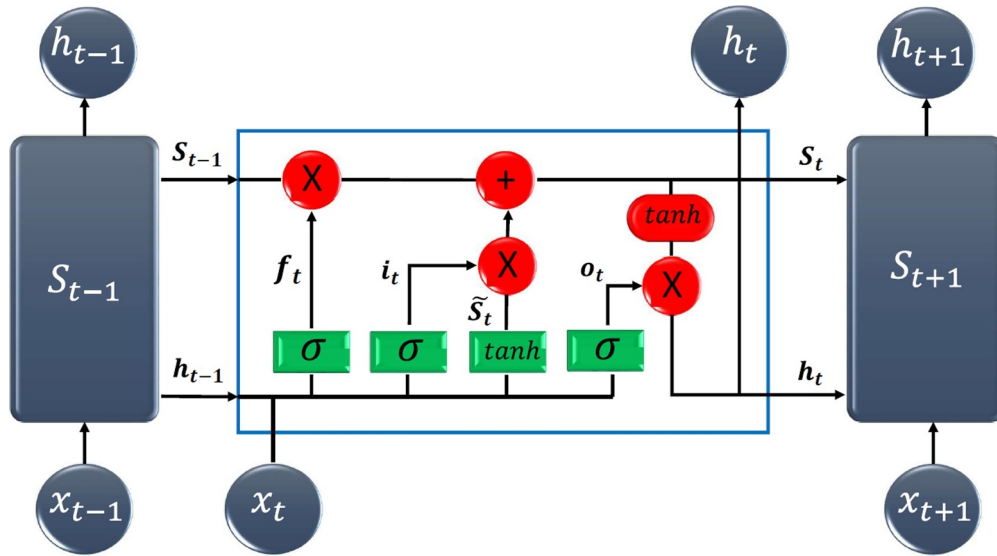 h_{t-1}
h_t
h_{t+1}
S_{t-1}
S_t
X
+
tanh
S_{t-1}
f_t
i_t
X
o_t
X
S_{t+1}
S̃_t
σ
σ
tanh
σ
h_{t-1}
h_t
x_{t-1}
x_t
x_{t+1}